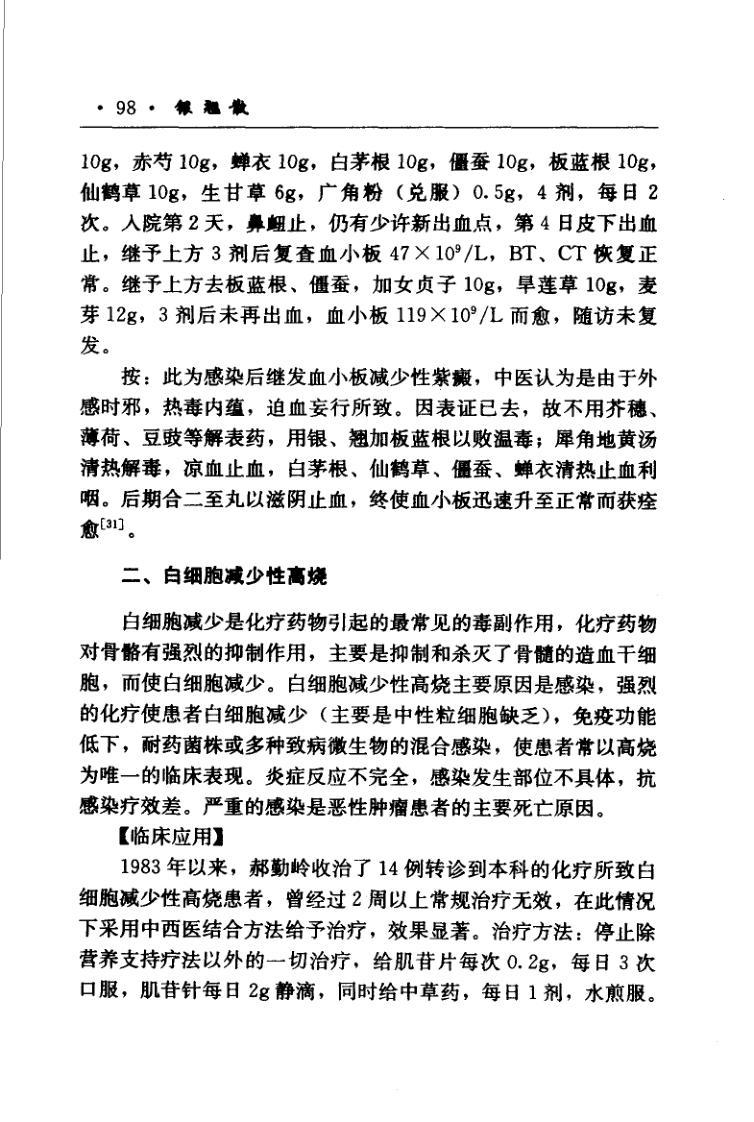 · 98 · 银翘散
10g，赤芍 10g，蝉衣 10g，白茅根 10g，僵蚕 10g，板蓝根 10g，
仙鹤草 10g，生甘草 6g，广角粉（兑服）0.5g，4 剂，每日 2
次。入院第 2 天，鼻衄止，仍有少许新出血点，第 4 日皮下出血
止，继予上方 3 剂后复查血小板 47×10⁹/L，BT、CT 恢复正
常。继予上方去板蓝根、僵蚕，加女贞子 10g，旱莲草 10g，麦
芽 12g，3 剂后未再出血，血小板 119×10⁹/L 而愈，随访未复
发。
按：此为感染后继发血小板减少性紫癜，中医认为是由于外
感时邪，热毒内蕴，迫血妄行所致。因表证已去，故不用芥穗、
薄荷、豆豉等解表药，用银、翘加板蓝根以败温毒；犀角地黄汤
清热解毒，凉血止血，白茅根、仙鹤草、僵蚕、蝉衣清热止血利
咽。后期合二至丸以滋阴止血，终使血小板迅速升至正常而获痊
愈[31]。
二、白细胞减少性高烧
白细胞减少是化疗药物引起的最常见的毒副作用，化疗药物
对骨骼有强烈的抑制作用，主要是抑制和杀灭了骨髓的造血干细
胞，而使白细胞减少。白细胞减少性高烧主要原因是感染，强烈
的化疗使患者白细胞减少（主要是中性粒细胞缺乏），免疫功能
低下，耐药菌株或多种致病微生物的混合感染，使患者常以高烧
为唯一的临床表现。炎症反应不完全，感染发生部位不具体，抗
感染疗效差。严重的感染是恶性肿瘤患者的主要死亡原因。
【临床应用】
1983 年以来，郝勤岭收治了 14 例转诊到本科的化疗所致白
细胞减少性高烧患者，曾经过 2 周以上常规治疗无效，在此情况
下采用中西医结合方法给予治疗，效果显著。治疗方法：停止除
营养支持疗法以外的一切治疗，给肌苷片每次 0.2g，每日 3 次
口服，肌苷针每日 2g 静滴，同时给中草药，每日 1 剂，水煎服。